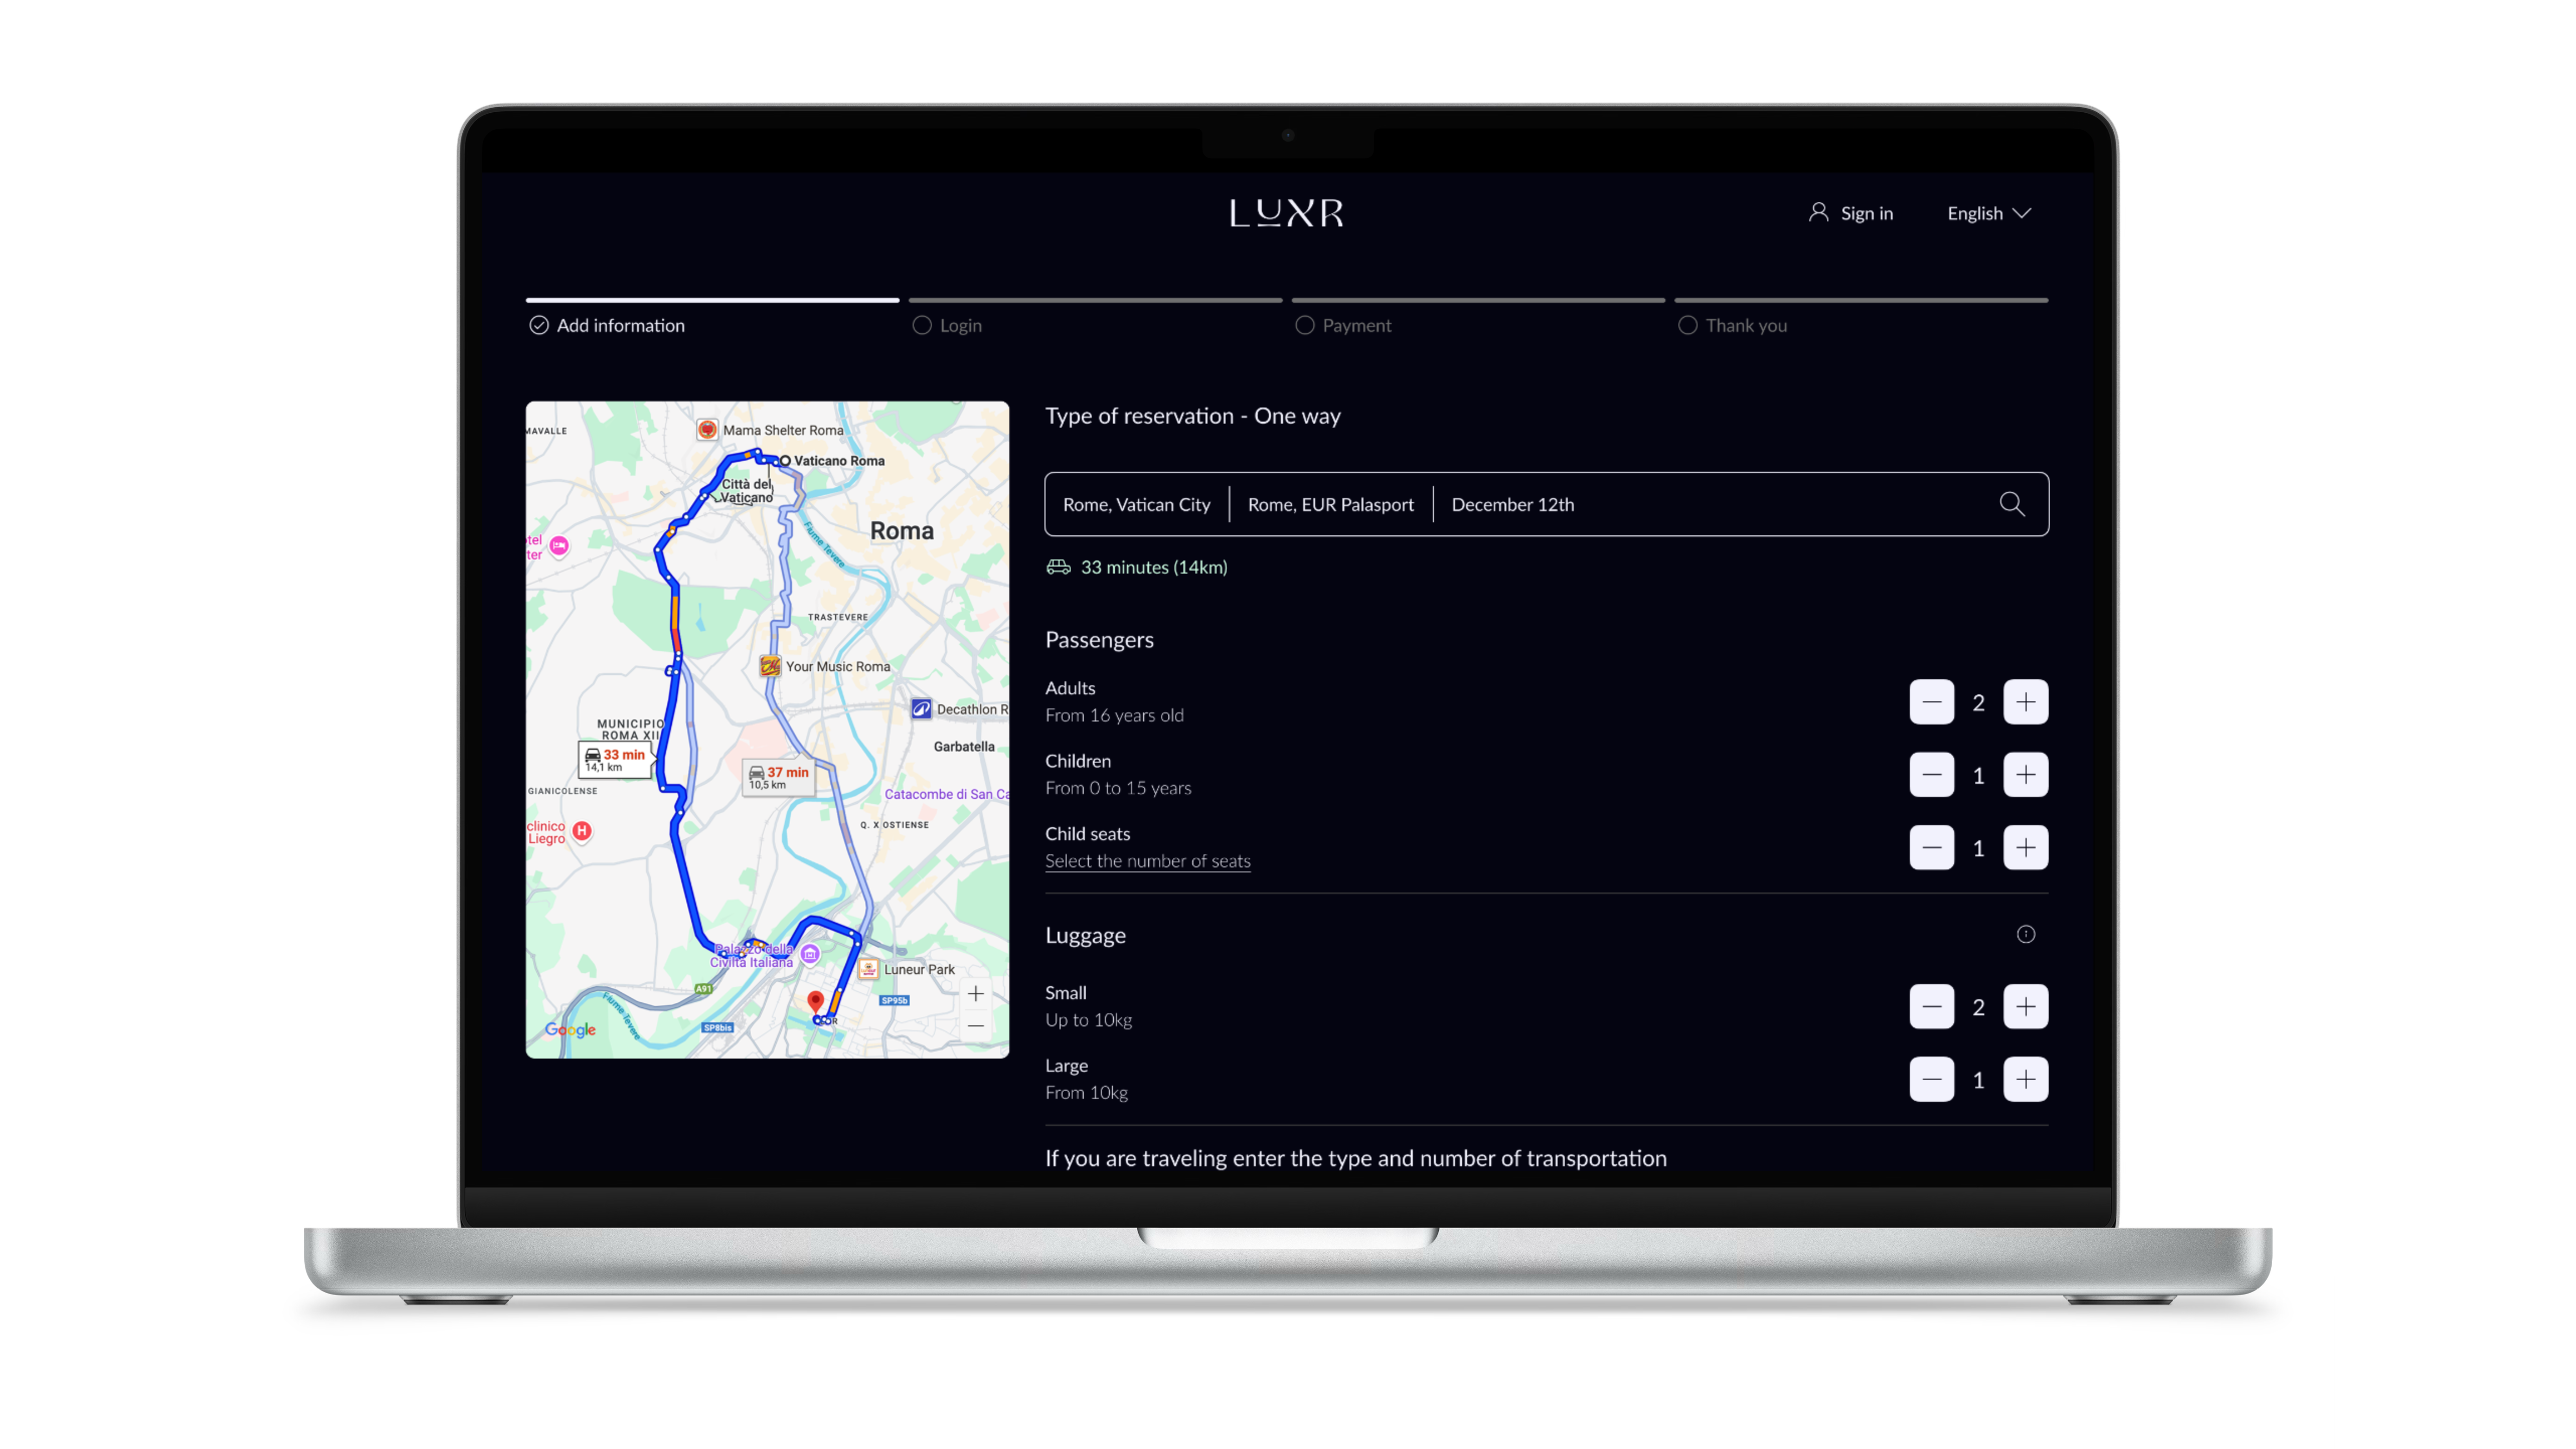 LUXR
Sign in
English
Add information
Login
Payment
Thank you
MAVALLE
Mama Shelter Roma
Vaticano Roma
Città del
Vaticano
Roma
Fiume Tevere
TRASTEVERE
Your Music Roma
Decathlon R
MUNICIPIO
ROMA XII
Garbatella
33 min
14,1 km
37 min
10,5 km
GIANICOLENSE
Catacombe di San Ca
clinico
Liegro
H
Q. X OSTIENSE
Palazzo della
Civiltà Italiana
Luneur Park
A91
SP95b
Fiume Tevere
SP8bis
Google
Type of reservation - One way
Rome, Vatican City
Rome, EUR Palasport
December 12th
33 minutes (14km)
Passengers
Adults
From 16 years old
2
Children
From 0 to 15 years
1
Child seats
Select the number of seats
1
Luggage
Small
Up to 10kg
2
Large
From 10kg
1
If you are traveling enter the type and number of transportation